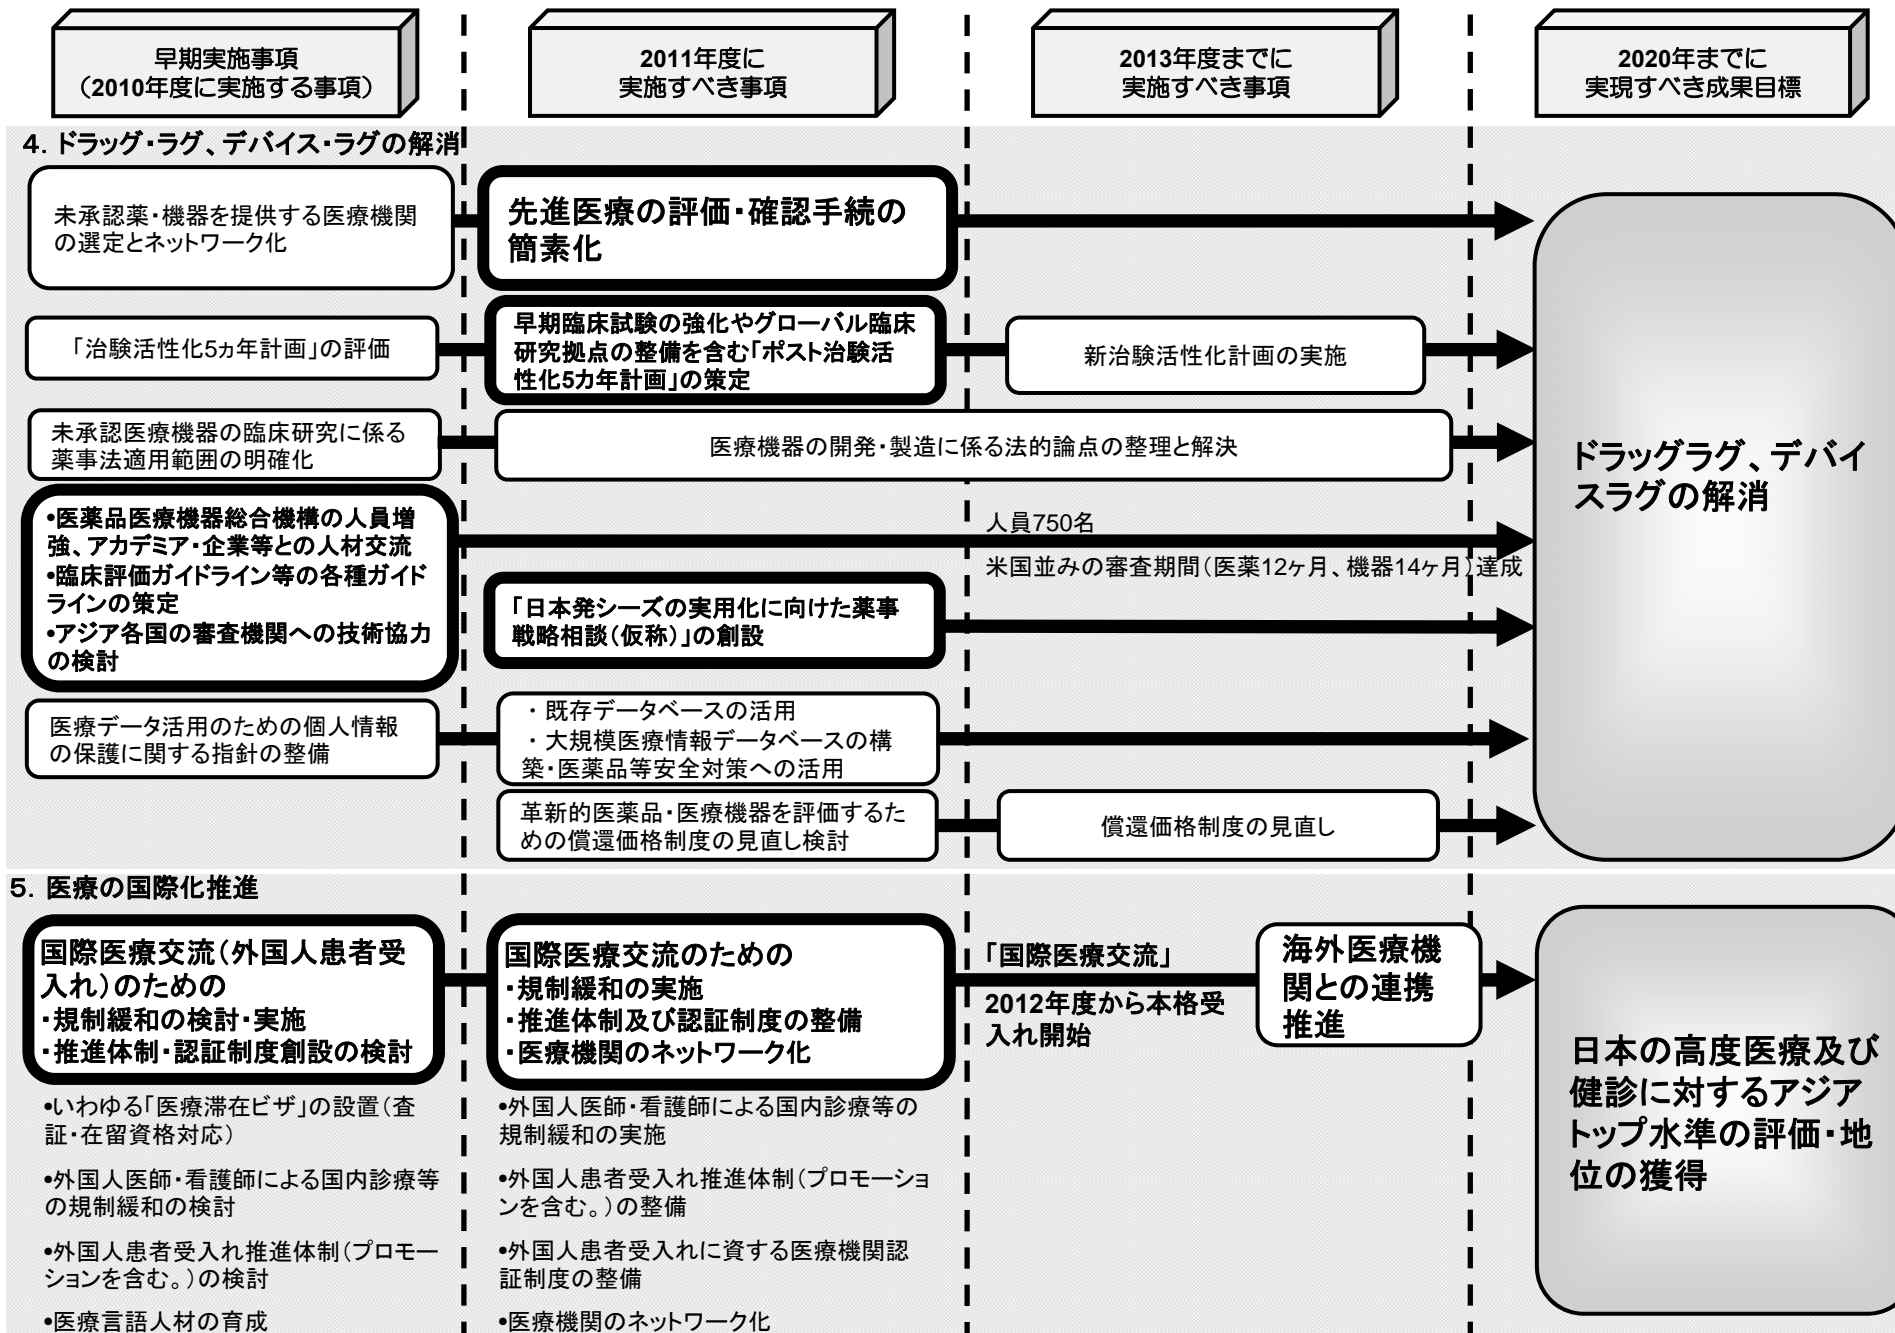 早期実施事項
（2010年度に実施する事項）
2011年度に
実施すべき事項
2013年度までに
実施すべき事項
2020年までに
実現すべき成果目標
４．ドラッグ・ラグ、デバイス・ラグの解消
未承認薬・機器を提供する医療機関
の選定とネットワーク化
先進医療の評価・確認手続の
簡素化
「治験活性化5ヵ年計画」の評価
早期臨床試験の強化やグローバル臨床
研究拠点の整備を含む「ポスト治験活
性化5カ年計画」の策定
新治験活性化計画の実施
未承認医療機器の臨床研究に係る
薬事法適用範囲の明確化
医療機器の開発・製造に係る法的論点の整理と解決
•医薬品医療機器総合機構の人員増
強、アカデミア・企業等との人材交流
•臨床評価ガイドライン等の各種ガイド
ラインの策定
•アジア各国の審査機関への技術協力
の検討
人員750名
米国並みの審査期間（医薬12ヶ月、機器14ヶ月）達成
「日本発シーズの実用化に向けた薬事
戦略相談（仮称）」の創設
医療データ活用のための個人情報
の保護に関する指針の整備
・既存データベースの活用
・大規模医療情報データベースの構
築・医薬品等安全対策への活用
革新的医薬品・医療機器を評価するた
めの償還価格制度の見直し検討
償還価格制度の見直し
ドラッグラグ、デバイ
スラグの解消
５．医療の国際化推進
国際医療交流（外国人患者受
入れ）のための
・規制緩和の検討・実施
・推進体制・認証制度創設の検討
国際医療交流のための
・規制緩和の実施
・推進体制及び認証制度の整備
・医療機関のネットワーク化
「国際医療交流」
2012年度から本格受
入れ開始
海外医療機
関との連携
推進
日本の高度医療及び
健診に対するアジア
トップ水準の評価・地
位の獲得
•いわゆる「医療滞在ビザ」の設置（査
証・在留資格対応）
•外国人医師・看護師による国内診療等
の規制緩和の検討
•外国人患者受入れ推進体制（プロモー
ションを含む。）の検討
•医療言語人材の育成
•外国人医師・看護師による国内診療等の
規制緩和の実施
•外国人患者受入れ推進体制（プロモーショ
ンを含む。）の整備
•外国人患者受入れに資する医療機関認
証制度の整備
•医療機関のネットワーク化